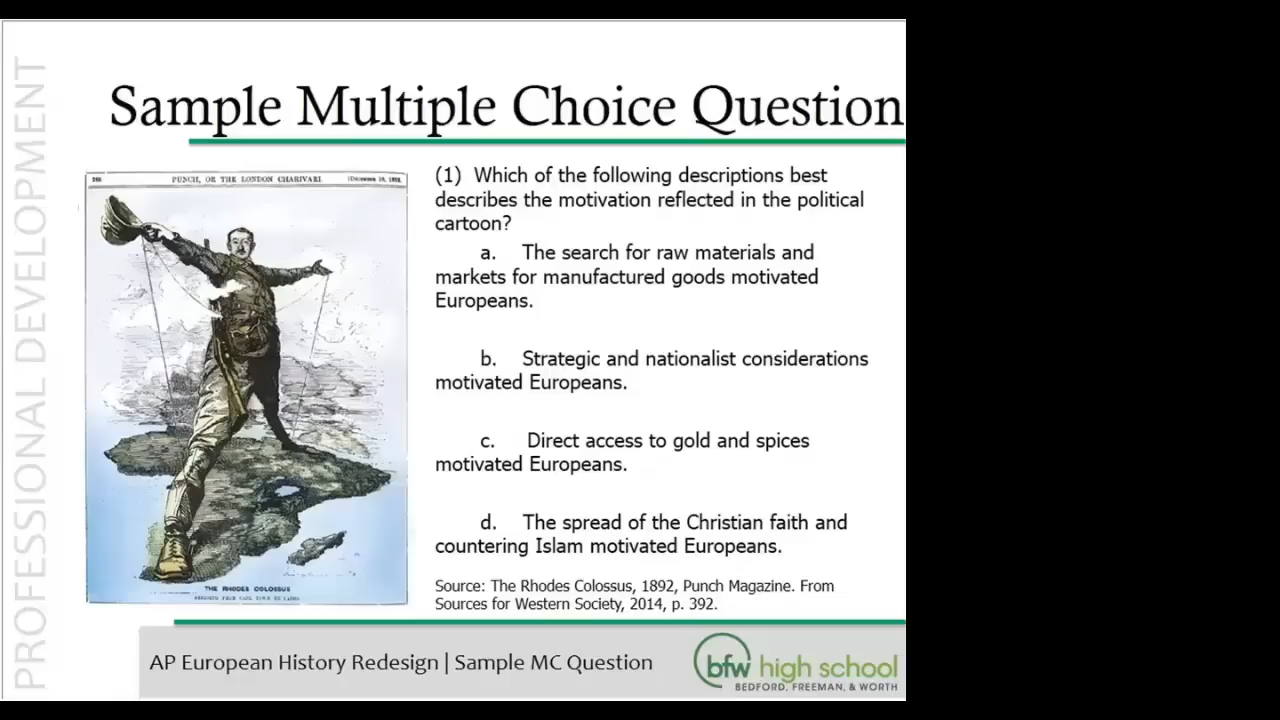 PROFESSIONAL DEVELOPMENT
Sample Multiple Choice Question
PUNCH, OR THE LONDON CHARIVARI.
THE RHODES COLOSSUS
(1) Which of the following descriptions best
describes the motivation reflected in the political
cartoon?
a. The search for raw materials and
markets for manufactured goods motivated
Europeans.
b. Strategic and nationalist considerations
motivated Europeans.
c. Direct access to gold and spices
motivated Europeans.
d. The spread of the Christian faith and
countering Islam motivated Europeans.
Source: The Rhodes Colossus, 1892, Punch Magazine. From
Sources for Western Society, 2014, p. 392.
AP European History Redesign | Sample MC Question
bfw high school
BEDFORD, FREEMAN, & WORTH